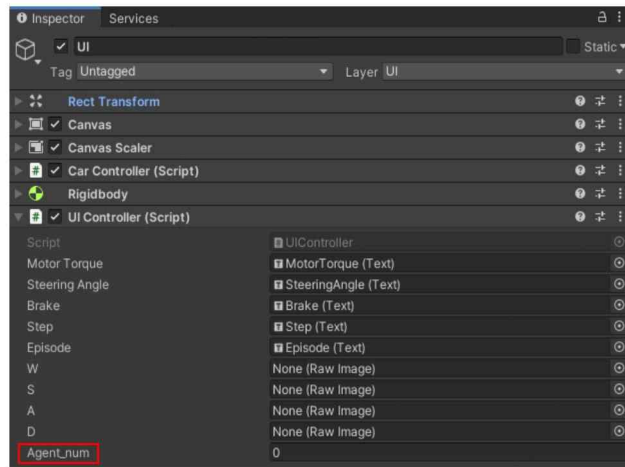 Inspector Services
UI Static
Tag Untagged Layer UI
Rect Transform
Canvas
Canvas Scaler
# Car Controller (Script)
Rigidbody
# UI Controller (Script)
Script UIController
Motor Torque MotorTorque (Text)
Steering Angle SteeringAngle (Text)
Brake Brake (Text)
Step Step (Text)
Episode Episode (Text)
W None (Raw Image)
S None (Raw Image)
A None (Raw Image)
D None (Raw Image)
Agent_num 0